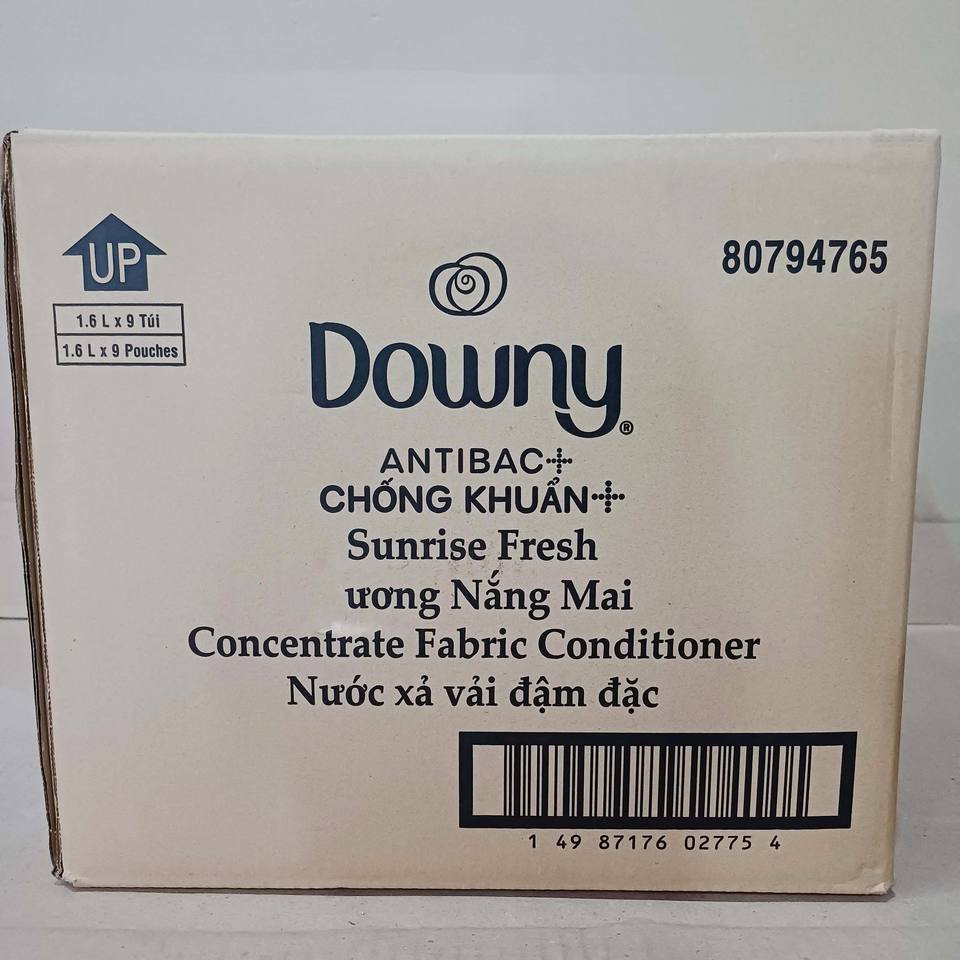 UP
80794765
1.6 L x 9 Túi
1.6 L x 9 Pouches
Downy®
ANTIBAC+
CHỐNG KHUẨN+
Sunrise Fresh
ương Nắng Mai
Concentrate Fabric Conditioner
Nước xả vải đậm đặc
1 49 87176 02775 4